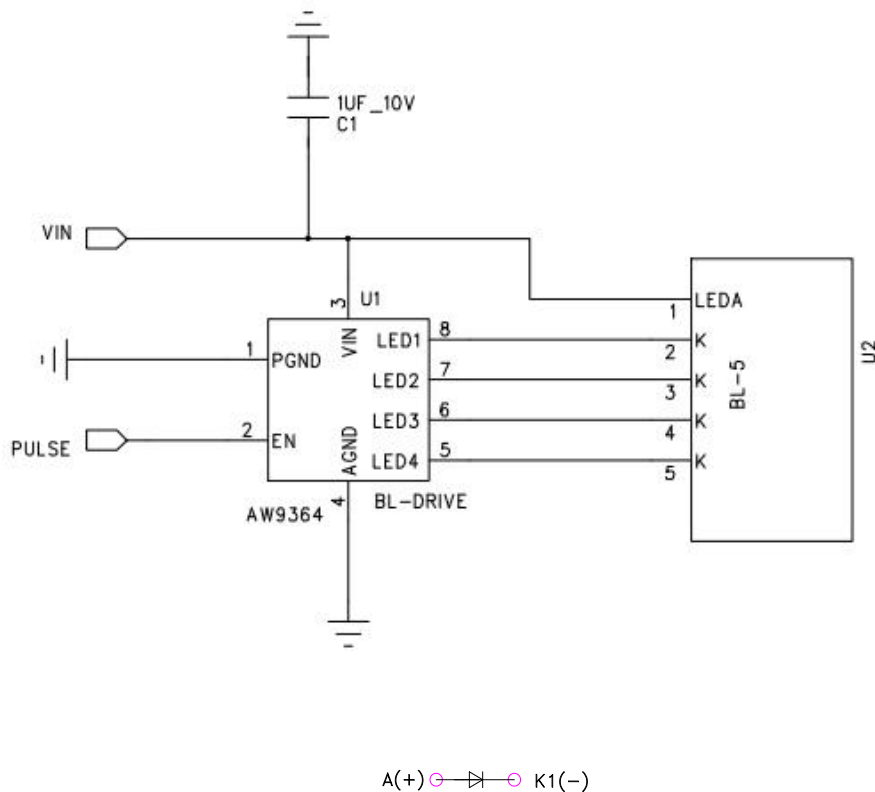 1UF_10V
C1
VIN
3
U1
1
PGND
VIN
LED1
8
LED2
7
LED3
6
LED4
5
PULSE
2
EN
AGND
4
AW9364
BL-DRIVE
1
LEDA
2
K
3
K
4
K
5
K
BL-5
U2
A(+)
K1(-)